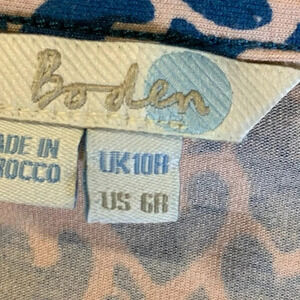 Boden
MADE IN
MOROCCO
UK10R
US 6R